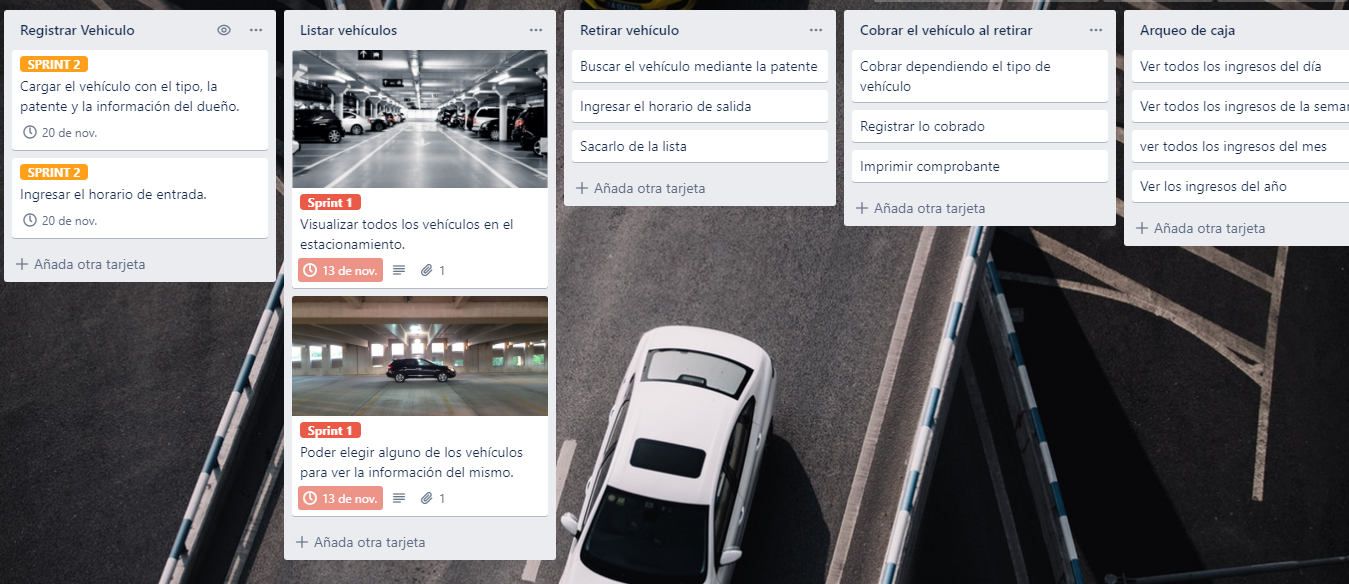 Registrar Vehiculo
SPRINT 2
Cargar el vehículo con el tipo, la
patente y la información del dueño.
20 de nov.
SPRINT 2
Ingresar el horario de entrada.
20 de nov.
+ Añada otra tarjeta
Listar vehículos
Sprint 1
Visualizar todos los vehículos en el
estacionamiento.
13 de nov.
1
Sprint 1
Poder elegir alguno de los vehículos
para ver la información del mismo.
13 de nov.
1
+ Añada otra tarjeta
Retirar vehículo
Buscar el vehículo mediante la patente
Ingresar el horario de salida
Sacarlo de la lista
+ Añada otra tarjeta
Cobrar el vehículo al retirar
Cobrar dependiendo el tipo de
vehículo
Registrar lo cobrado
Imprimir comprobante
+ Añada otra tarjeta
Arqueo de caja
Ver todos los ingresos del día
Ver todos los ingresos de la
ver todos los ingresos del mes
Ver los ingresos del año
+ Añada otra tarjeta